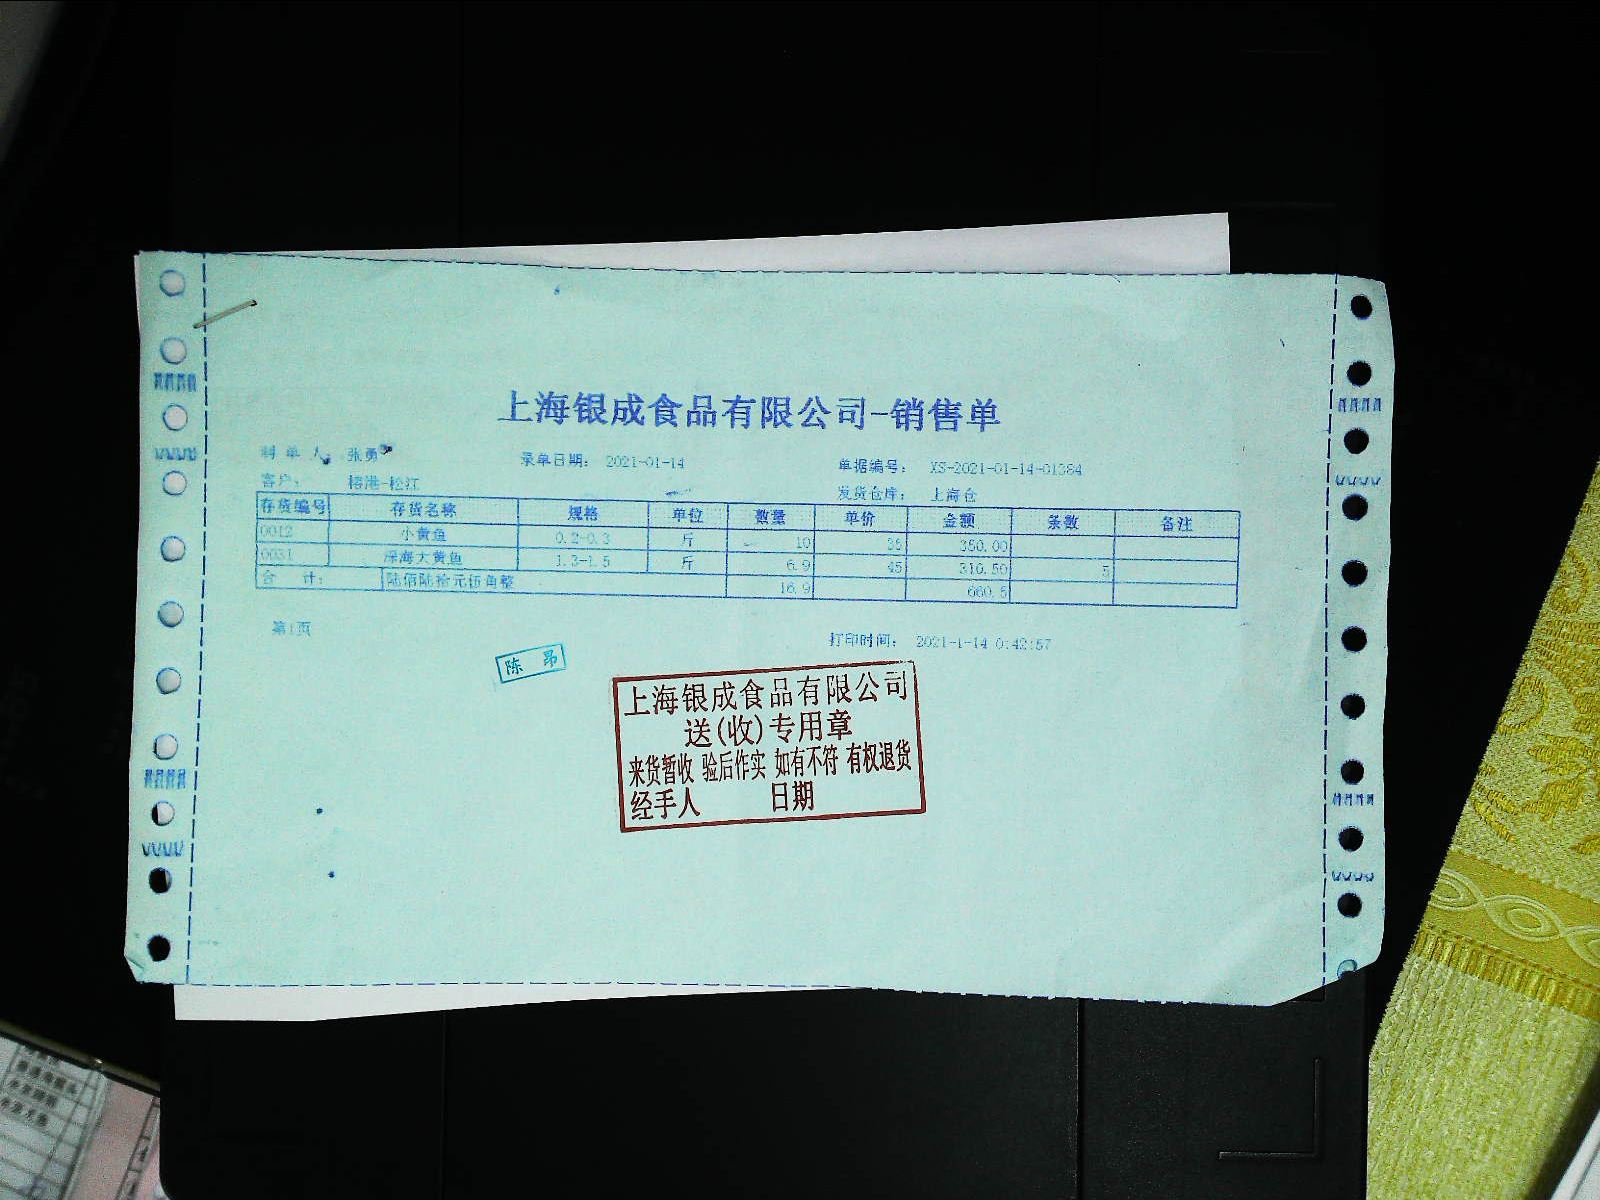 上海银成食品有限公司-销售单
制单人: 张勇 录单日期: 2021-01-14 单据编号: XS-2021-01-14-01384
客户: 榕港-松江 发货仓库: 上海仓
存货编号 存货名称 规格 单位 数量 单价 金额 条数 备注
0012 小黄鱼 0.2-0.3 斤 10 35 350.00
0031 深海大黄鱼 1.3-1.5 斤 6.9 45 310.50 5
合 计: 陆佰陆拾元伍角整 16.9 660.5
第1页 打印时间: 2021-1-14 0:42:57
陈 昂
上海银成食品有限公司
送(收)专用章
来货暂收 验后作实 如有不符 有权退货
经手人 日期